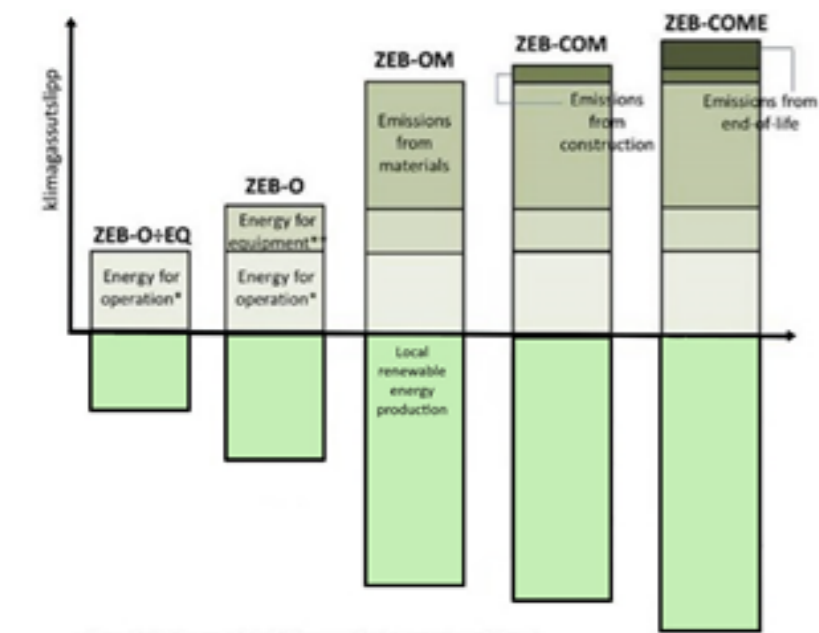 ZEB-COME
ZEB-COM
ZEB-OM
ZEB-O
ZEB-O÷EQ
klimagassutslipp
Energy for
operation*
Energy for
equipment**
Energy for
operation*
Emissions
from
materials
Emissions
from
construction
Emissions from
end-of-life
Local
renewable
energy
production